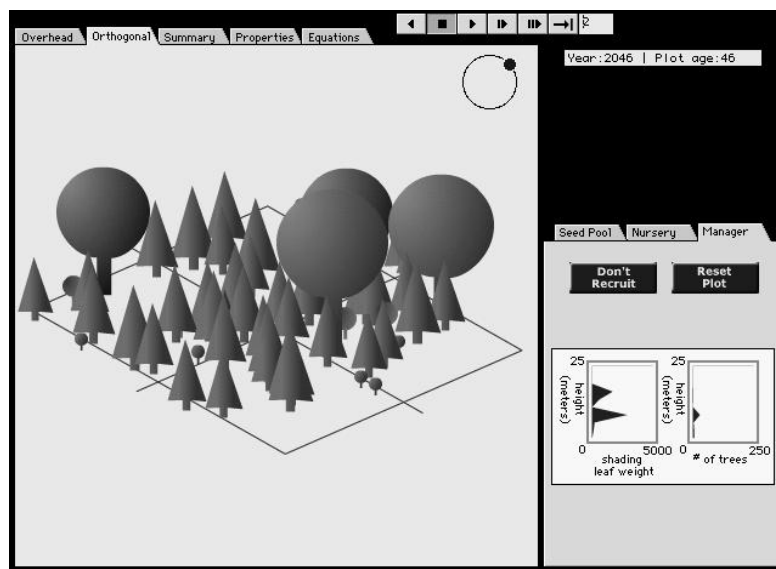 Overhead
Orthogonal
Summary
Properties
Equations
Year:2046 | Plot age:46
Seed Pool
Nursery
Manager
Don't
Recruit
Reset
Plot
25
height
(meters)
0
5000
shading
leaf weight
25
height
(meters)
0
250
# of trees